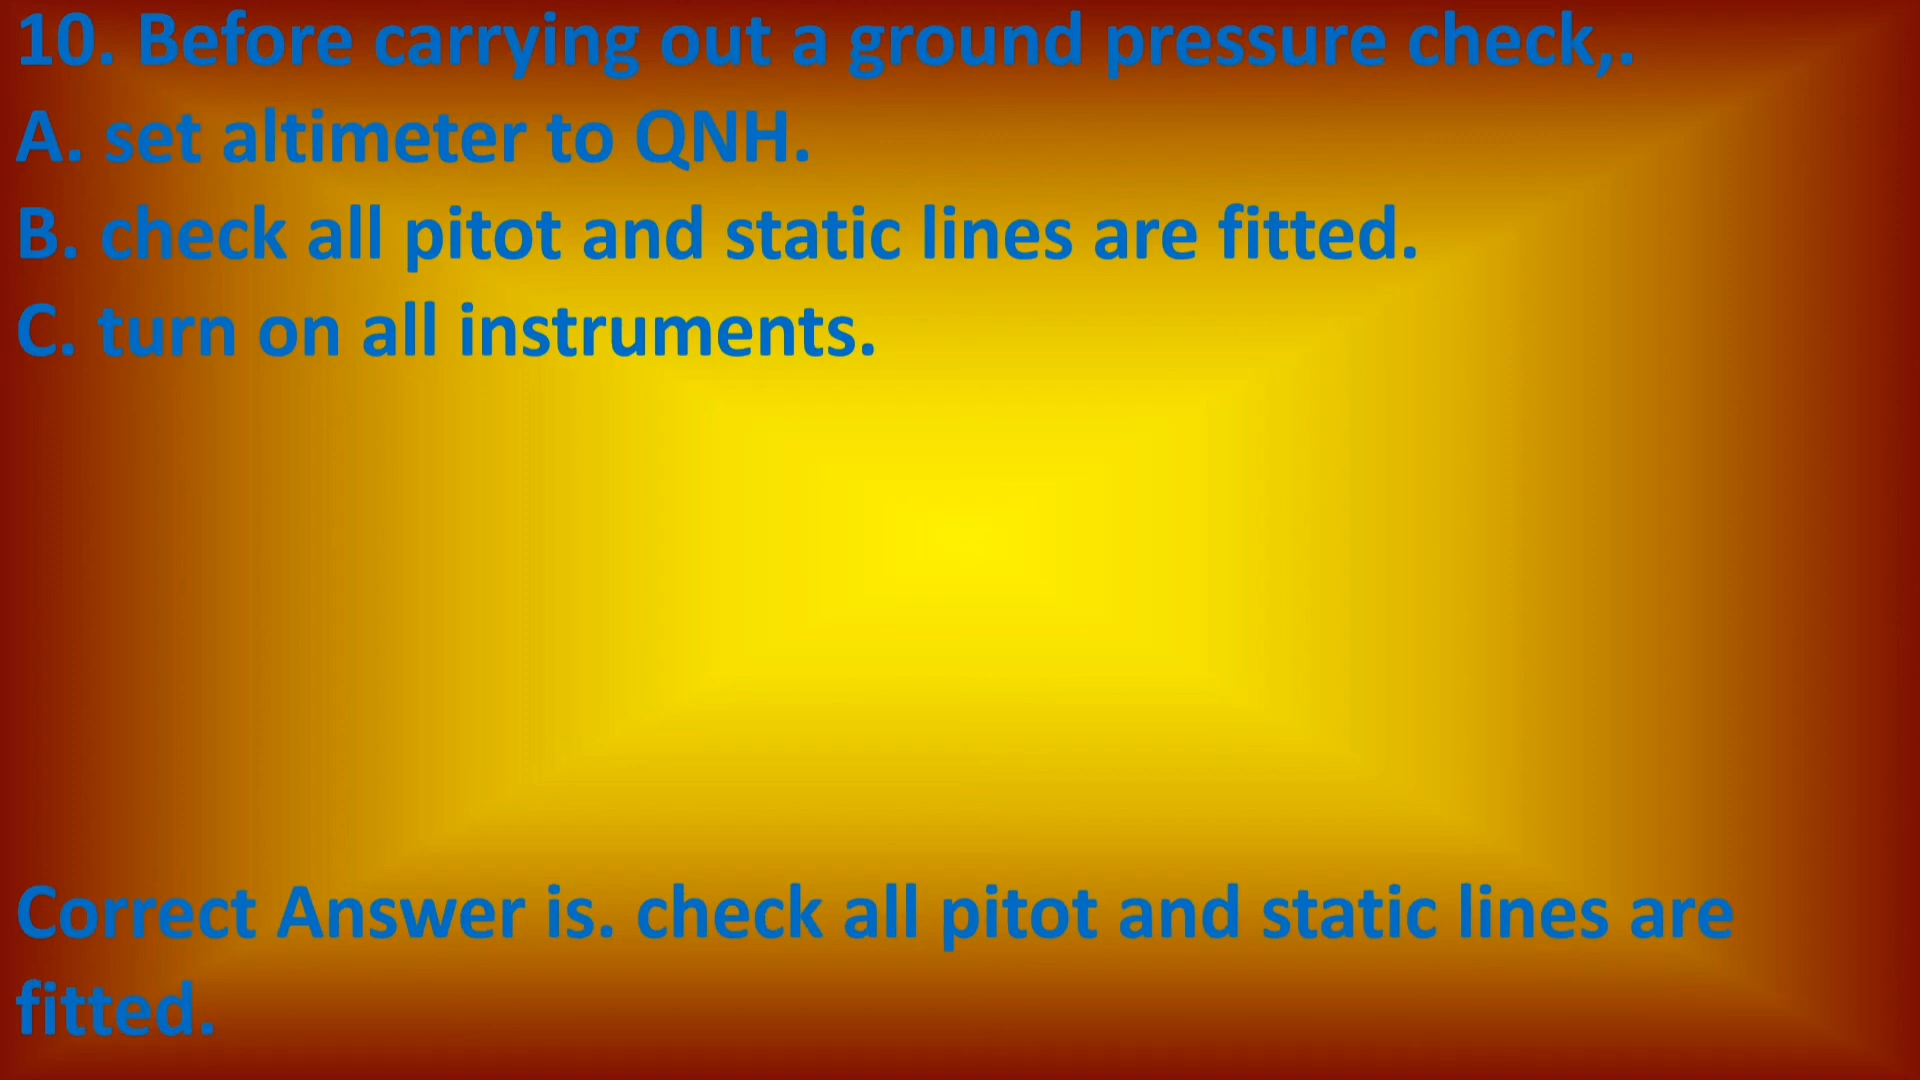 10. Before carrying out a ground pressure check,.
A. set altimeter to QNH.
B. check all pitot and static lines are fitted.
C. turn on all instruments.
Correct Answer is. check all pitot and static lines are
fitted.